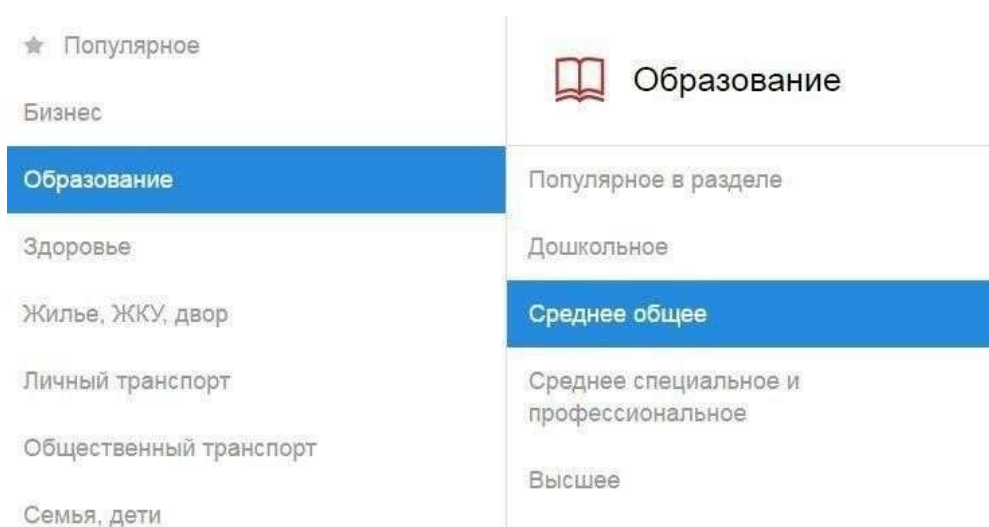 Популярное
Бизнес
Образование
Здоровье
Жилье, ЖКУ, двор
Личный транспорт
Общественный транспорт
Семья, дети
Образование
Популярное в разделе
Дошкольное
Среднее общее
Среднее специальное и
профессиональное
Высшее